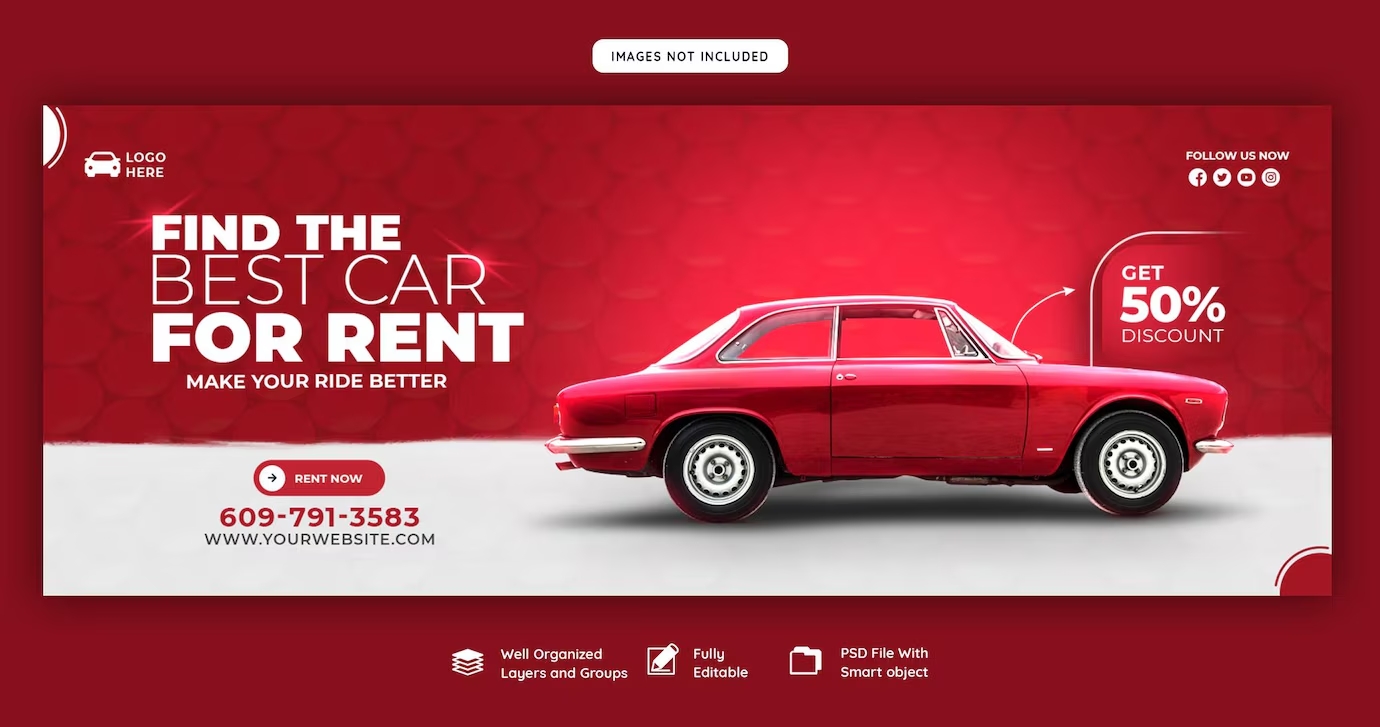 IMAGES NOT INCLUDED
LOGO
HERE
FOLLOW US NOW
FIND THE
BEST CAR
FOR RENT
MAKE YOUR RIDE BETTER
GET
50%
DISCOUNT
RENT NOW
609-791-3583
WWW.YOURWEBSITE.COM
Well Organized
Layers and Groups
Fully
Editable
PSD File With
Smart object